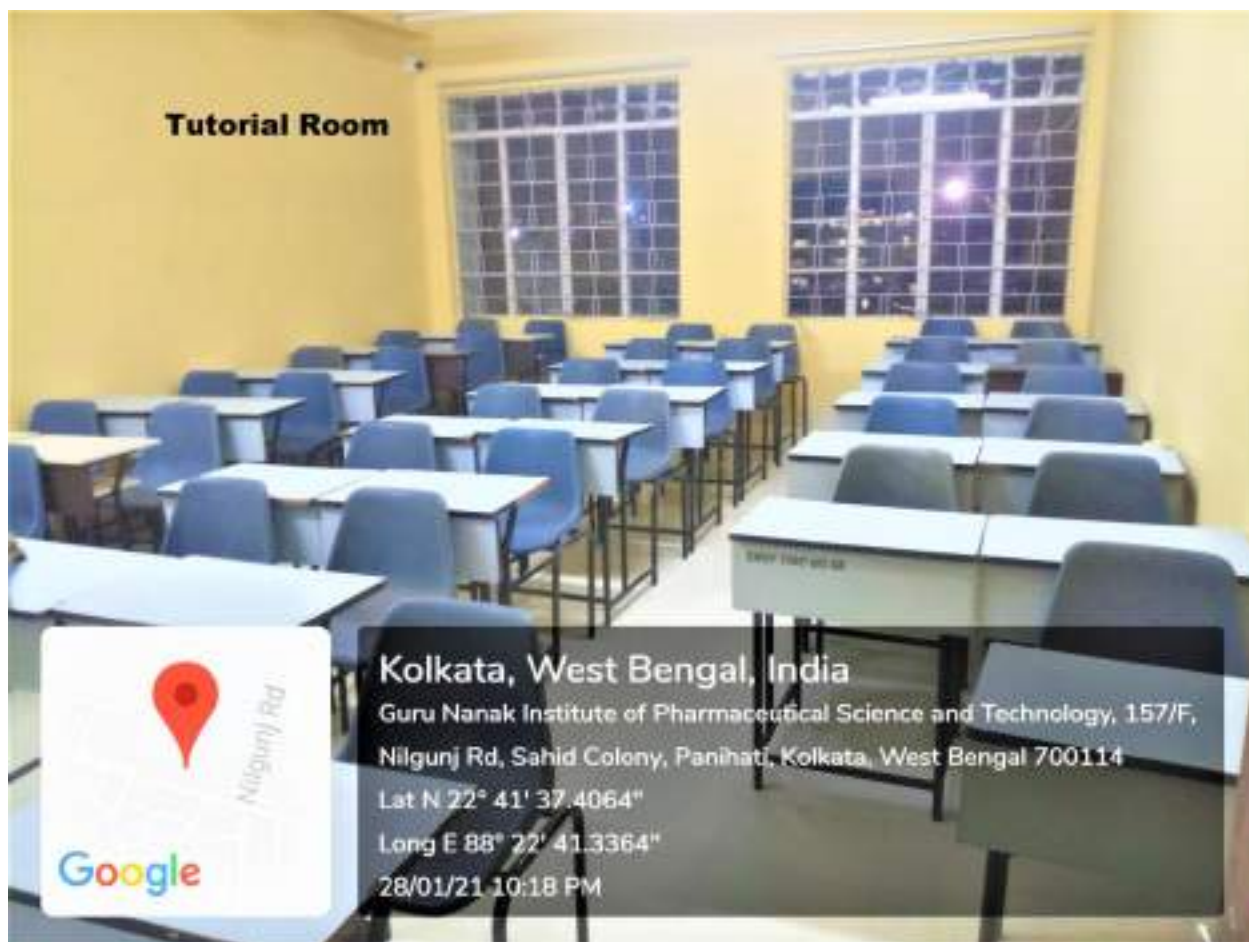 Tutorial Room
Kolkata, West Bengal, India
Guru Nanak Institute of Pharmaceutical Science and Technology, 157/F,
Nilgunj Rd, Sahid Colony, Panihati, Kolkata, West Bengal 700114
Lat N 22° 41' 37.4064"
Long E 88° 22' 41.3364"
28/01/21 10:18 PM
Nilgunj Rd
Google